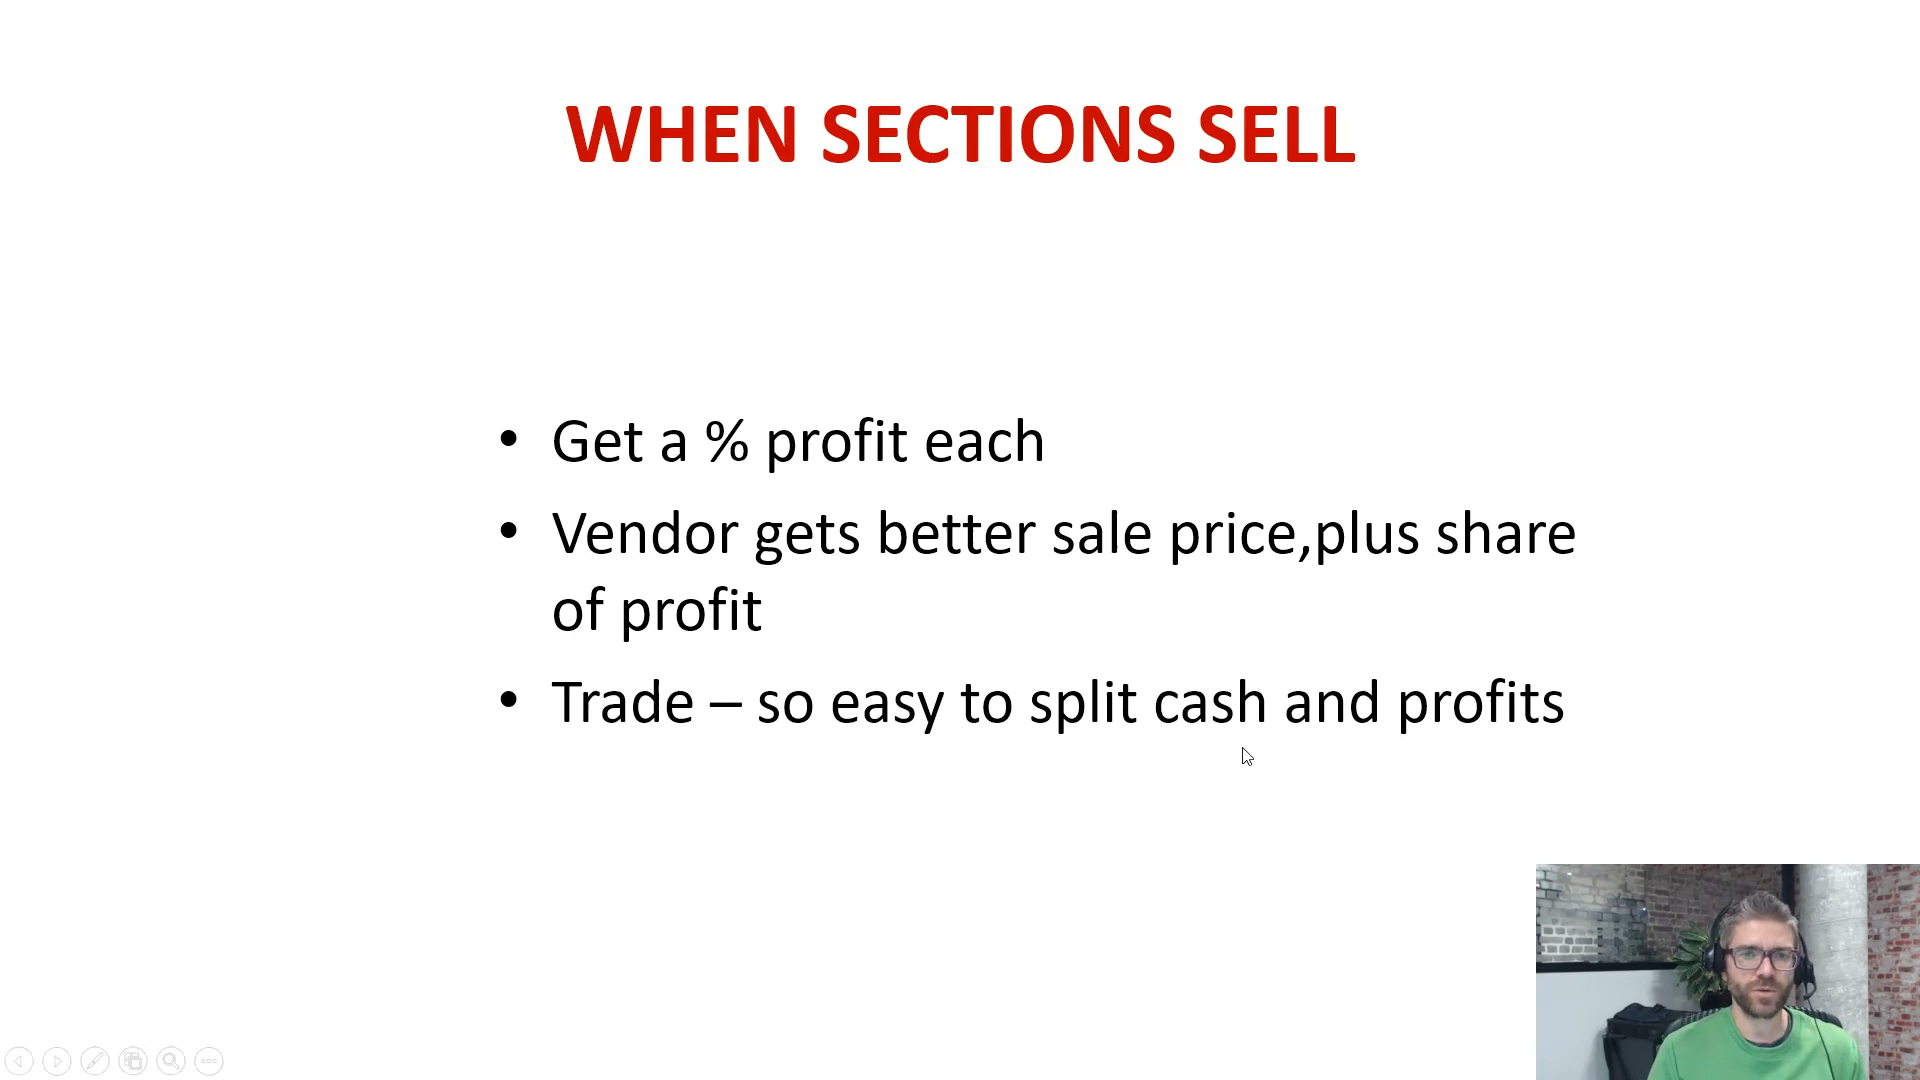 WHEN SECTIONS SELL
• Get a % profit each
• Vendor gets better sale price,plus share
of profit
• Trade – so easy to split cash and profits